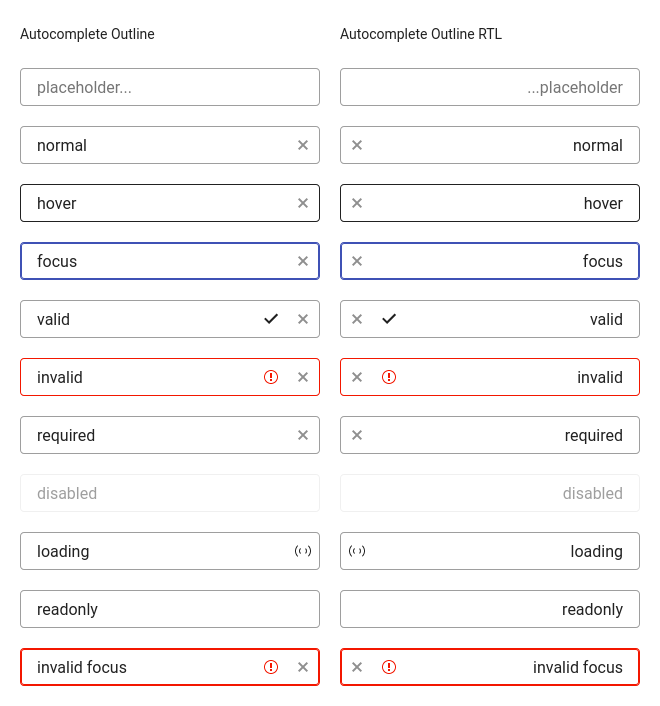 Autocomplete Outline
placeholder...
normal
hover
focus
valid
invalid
required
disabled
loading
readonly
invalid focus
Autocomplete Outline RTL
...placeholder
normal
hover
focus
valid
invalid
required
disabled
loading
readonly
invalid focus